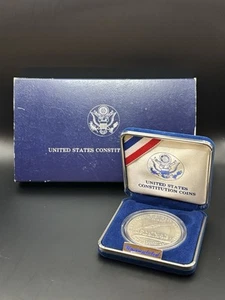 UNITED STATES CONSTIT
UNITED STATES
CONSTITUTION COINS